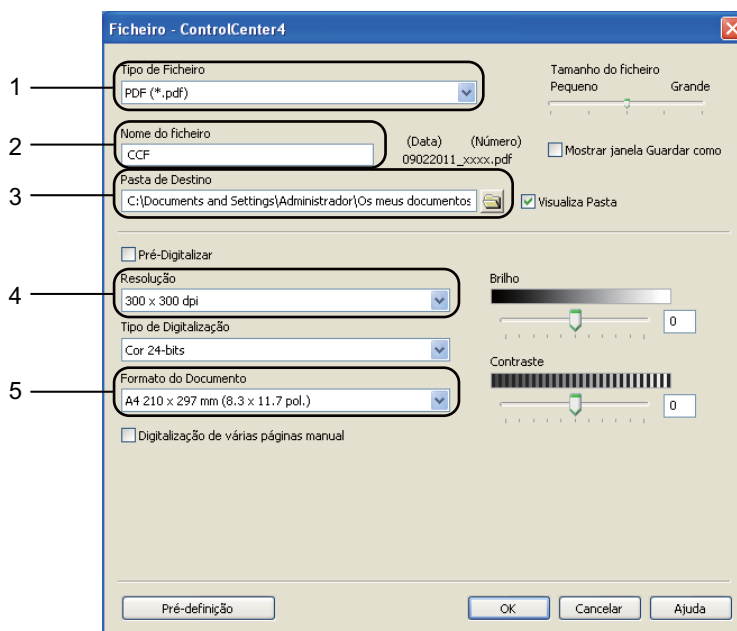 Ficheiro - ControlCenter4
1
Tipo de Ficheiro
PDF (*.pdf)
Tamanho do ficheiro
Pequeno Grande
2
Nome do ficheiro
CCF
(Data) (Número)
09022011_xxxx.pdf
Mostrar janela Guardar como
3
Pasta de Destino
C:\Documents and Settings\Administrador\Os meus documentos
Visualiza Pasta
Pré-Digitalizar
4
Resolução
300 x 300 dpi
Brilho
0
Tipo de Digitalização
Cor 24-bits
Contraste
0
5
Formato do Documento
A4 210 x 297 mm (8.3 x 11.7 pol.)
Digitalização de várias páginas manual
Pré-definição OK Cancelar Ajuda